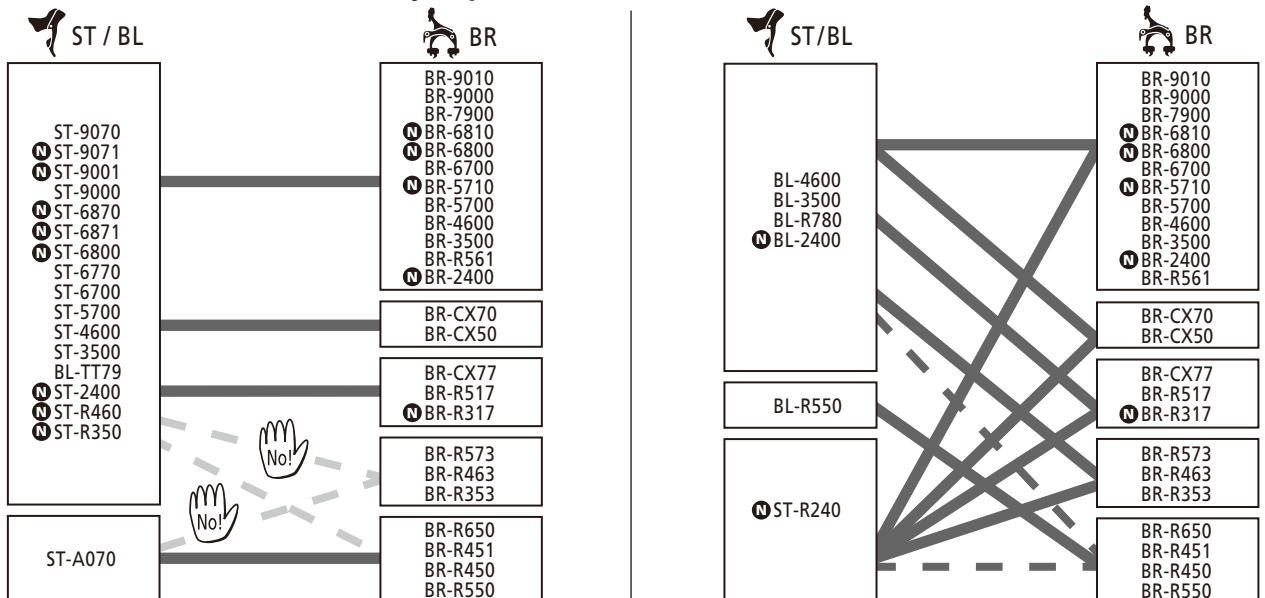 ST / BL
BR
ST-9070
N ST-9071
N ST-9001
ST-9000
N ST-6870
N ST-6871
N ST-6800
ST-6770
ST-6700
ST-5700
ST-4600
ST-3500
BL-TT79
N ST-2400
N ST-R460
N ST-R350
ST-A070
BR-9010
BR-9000
BR-7900
N BR-6810
N BR-6800
BR-6700
N BR-5710
BR-5700
BR-4600
BR-3500
BR-R561
N BR-2400
BR-CX70
BR-CX50
BR-CX77
BR-R517
N BR-R317
BR-R573
BR-R463
BR-R353
BR-R650
BR-R451
BR-R450
BR-R550
No!
No!
ST/BL
BR
BL-4600
BL-3500
BL-R780
N BL-2400
BL-R550
N ST-R240
BR-9010
BR-9000
BR-7900
N BR-6810
N BR-6800
BR-6700
N BR-5710
BR-5700
BR-4600
BR-3500
N BR-2400
BR-R561
BR-CX70
BR-CX50
BR-CX77
BR-R517
N BR-R317
BR-R573
BR-R463
BR-R353
BR-R650
BR-R451
BR-R450
BR-R550